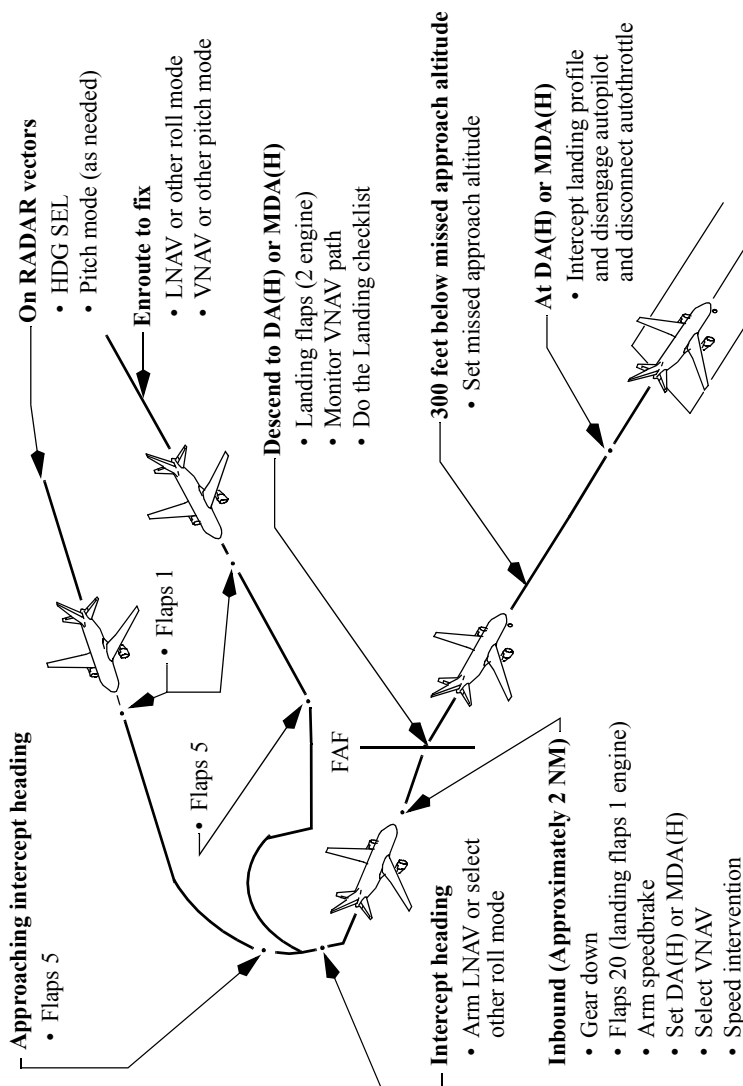 On RADAR vectors
• HDG SEL
• Pitch mode (as needed)
Enroute to fix
• LNAV or other roll mode
• VNAV or other pitch mode
• Flaps 1
Approaching intercept heading
• Flaps 5
• Flaps 5
Intercept heading
• Arm LNAV or select
other roll mode
Inbound (Approximately 2 NM)
• Gear down
• Flaps 20 (landing flaps 1 engine)
• Arm speedbrake
• Set DA(H) or MDA(H)
• Select VNAV
• Speed intervention
FAF
Descend to DA(H) or MDA(H)
• Landing flaps (2 engine)
• Monitor VNAV path
• Do the Landing checklist
300 feet below missed approach altitude
• Set missed approach altitude
At DA(H) or MDA(H)
• Intercept landing profile
and disengage autopilot
and disconnect autothrottle